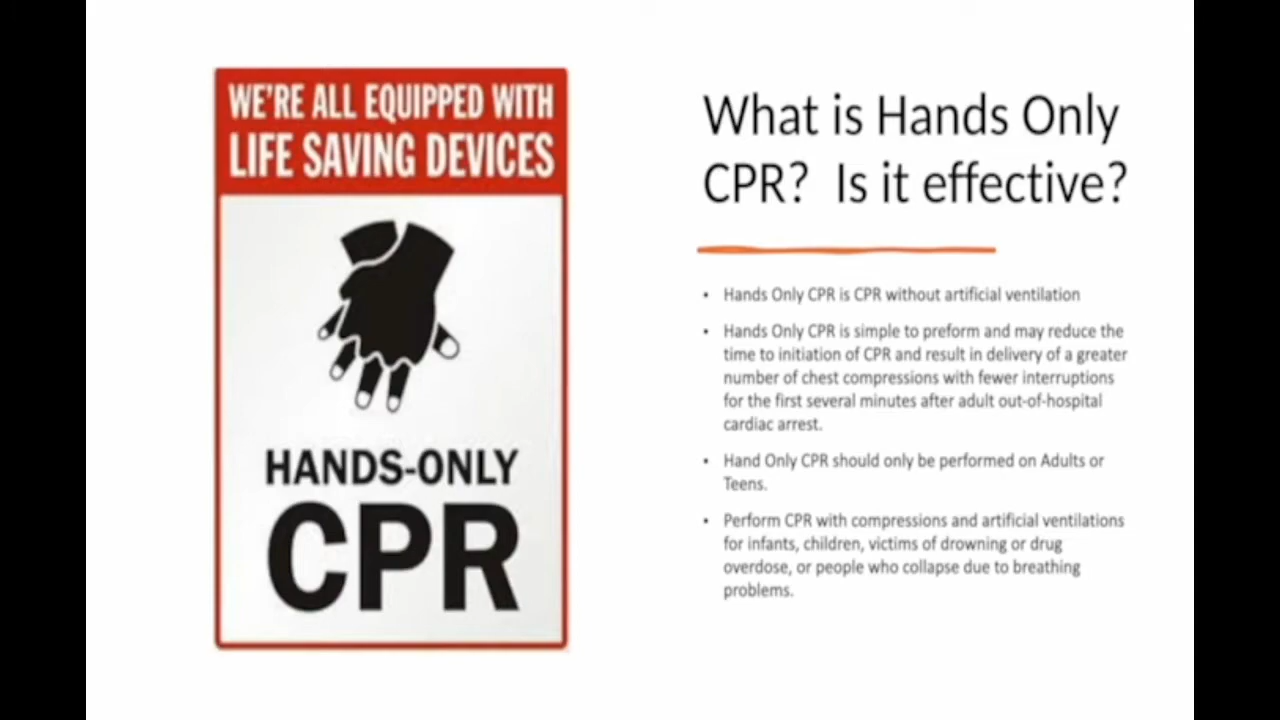 WE'RE ALL EQUIPPED WITH
LIFE SAVING DEVICES
HANDS-ONLY
CPR
What is Hands Only
CPR? Is it effective?
• Hands Only CPR is CPR without artificial ventilation
• Hands Only CPR is simple to preform and may reduce the
time to initiation of CPR and result in delivery of a greater
number of chest compressions with fewer interruptions
for the first several minutes after adult out-of-hospital
cardiac arrest.
• Hand Only CPR should only be performed on Adults or
Teens.
• Perform CPR with compressions and artificial ventilations
for infants, children, victims of drowning or drug
overdose, or people who collapse due to breathing
problems.